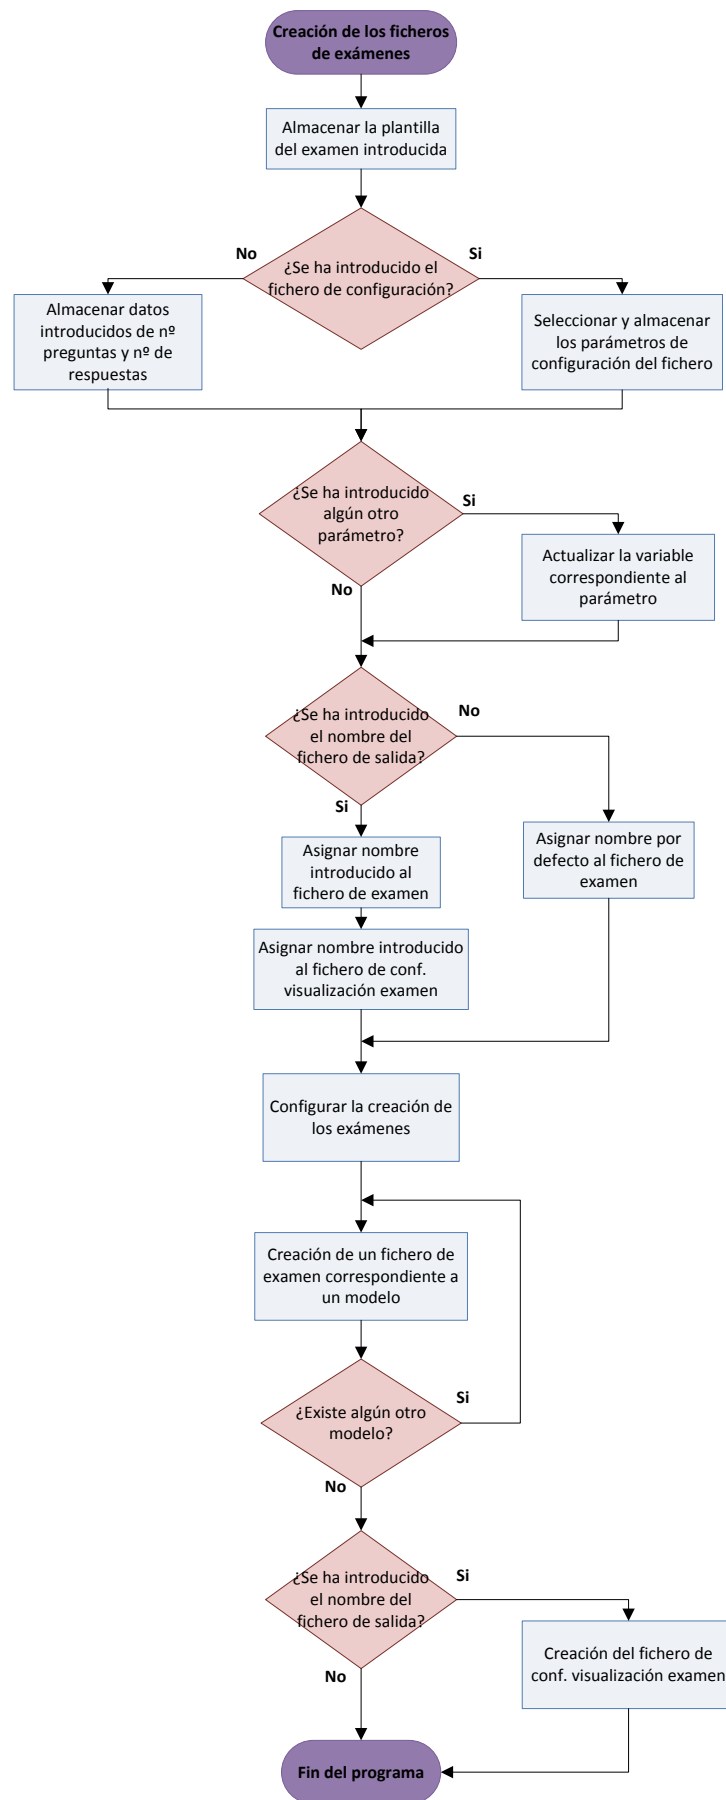 Creación de los ficheros
de exámenes
Almacenar la plantilla
del examen introducida
No
Si
¿Se ha introducido el
fichero de configuración?
Almacenar datos
introducidos de nº
preguntas y nº de
respuestas
Seleccionar y almacenar
los parámetros de
configuración del fichero
¿Se ha introducido
algún otro
parámetro?
Si
No
Actualizar la variable
correspondiente al
parámetro
¿Se ha introducido
el nombre del
fichero de salida?
No
Si
Asignar nombre
introducido al
fichero de examen
Asignar nombre por
defecto al fichero de
examen
Asignar nombre introducido
al fichero de conf.
visualización examen
Configurar la creación de
los exámenes
Creación de un fichero de
examen correspondiente a
un modelo
¿Existe algún otro
modelo?
Si
No
¿Se ha introducido
el nombre del
fichero de salida?
Si
No
Creación del fichero de
conf. visualización examen
Fin del programa